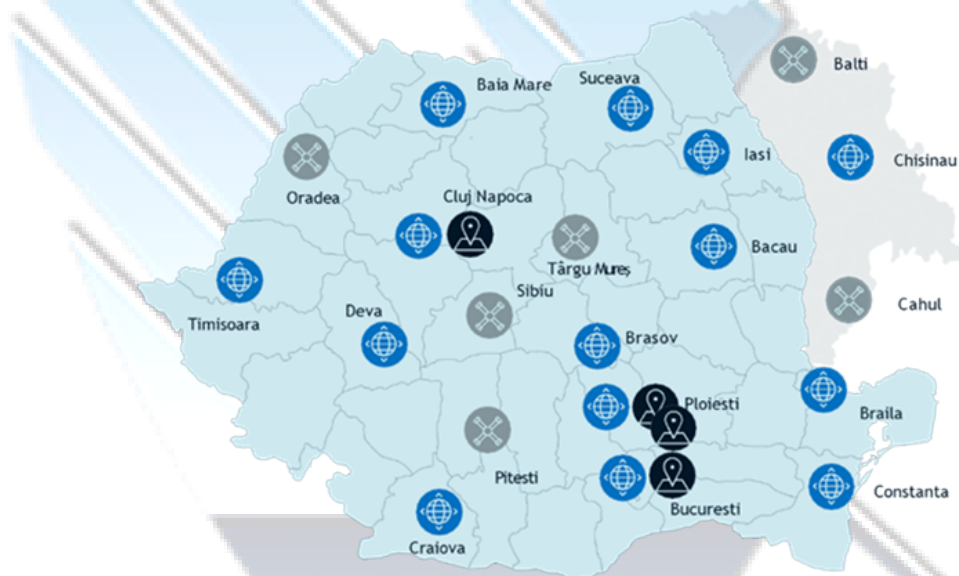 Balti
Baia Mare
Suceava
Iasi
Chisinau
Oradea
Cluj Napoca
Târgu Mureș
Bacau
Timisoara
Deva
Sibiu
Brasov
Cahul
Ploiesti
Braila
Pitesti
Bucuresti
Constanta
Craiova